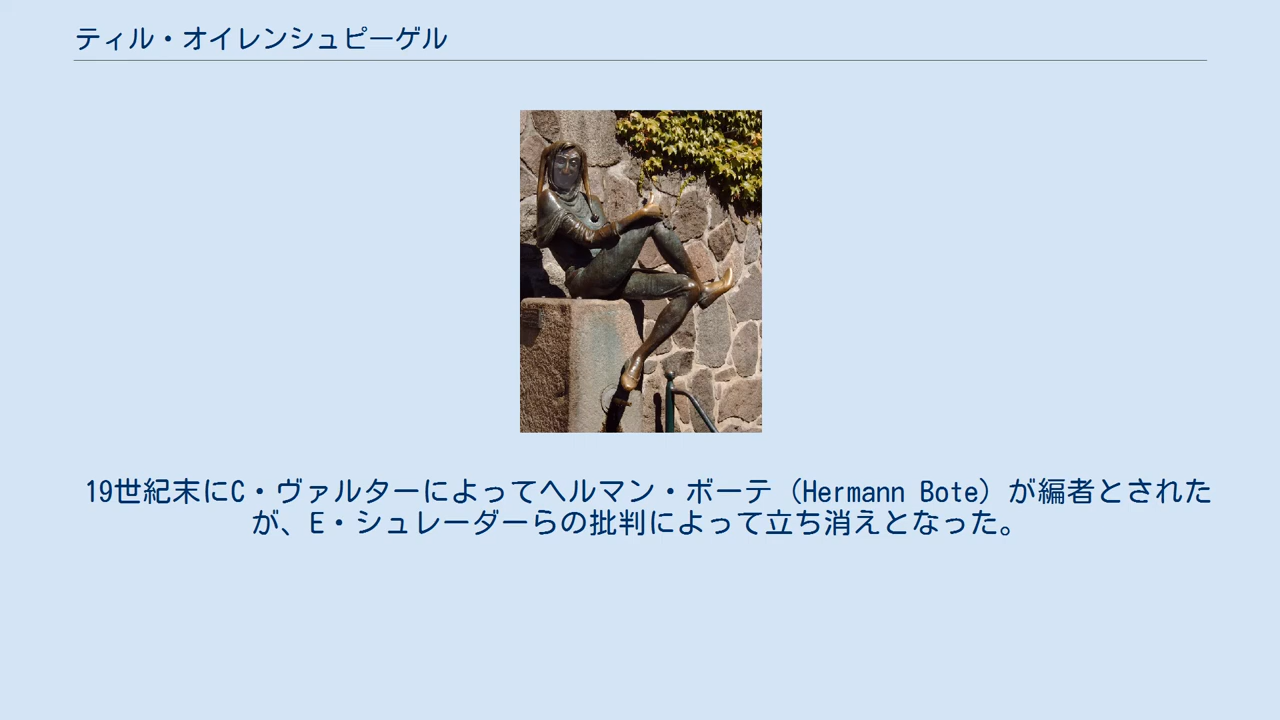 ティル・オイレンシュピーゲル
19世紀末にC・ヴァルターによってヘルマン・ボーテ（Hermann Bote）が編者とされた
が、E・シュレーダーらの批判によって立ち消えとなった。